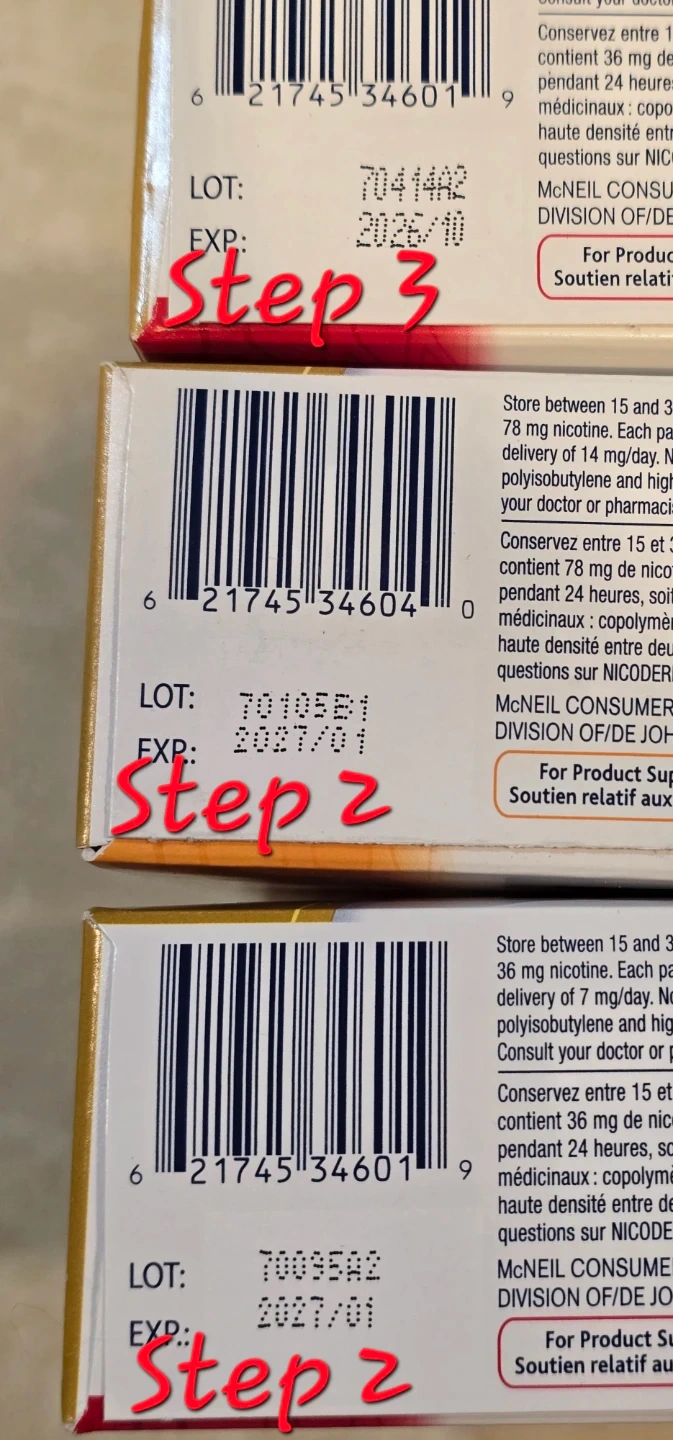 Conservez entre 1
contient 36 mg de
pendant 24 heures
médicinaux : copo
haute densité entr
questions sur NIC
McNEIL CONSU
DIVISION OF/DE
For Produc
Soutien relati
6 21745 34601 9
LOT: 70414A2
EXP.: 2026/10
Step 3
Store between 15 and 3
78 mg nicotine. Each pa
delivery of 14 mg/day. N
polyisobutylene and high
your doctor or pharmaci
Conservez entre 15 et 3
contient 78 mg de nico
pendant 24 heures, soi
médicinaux : copolymèr
haute densité entre deu
questions sur NICODER
McNEIL CONSUMER
DIVISION OF/DE JOH
For Product Sup
Soutien relatif aux
6 21745 34604 0
LOT: 70105B1
EXP.: 2027/01
Step 2
Store between 15 and 3
36 mg nicotine. Each pa
delivery of 7 mg/day. No
polyisobutylene and hig
Consult your doctor or p
Conservez entre 15 et
contient 36 mg de nic
pendant 24 heures, so
médicinaux : copolymè
haute densité entre de
questions sur NICODE
McNEIL CONSUME
DIVISION OF/DE JO
For Product Su
Soutien relatif au
6 21745 34601 9
LOT: 70095A2
EXP.: 2027/01
Step 2